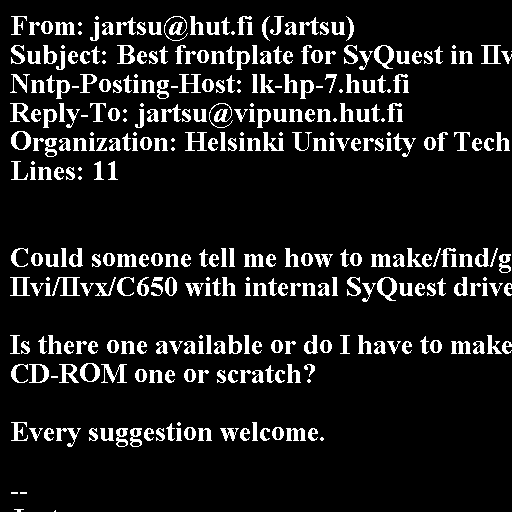 From: jartsu@hut.fi (Jartsu)
Subject: Best frontplate for SyQuest in IIv
Nntp-Posting-Host: lk-hp-7.hut.fi
Reply-To: jartsu@vipunen.hut.fi
Organization: Helsinki University of Tech
Lines: 11
Could someone tell me how to make/find/g
IIvi/IIvx/C650 with internal SyQuest drive
Is there one available or do I have to make
CD-ROM one or scratch?
Every suggestion welcome.
--